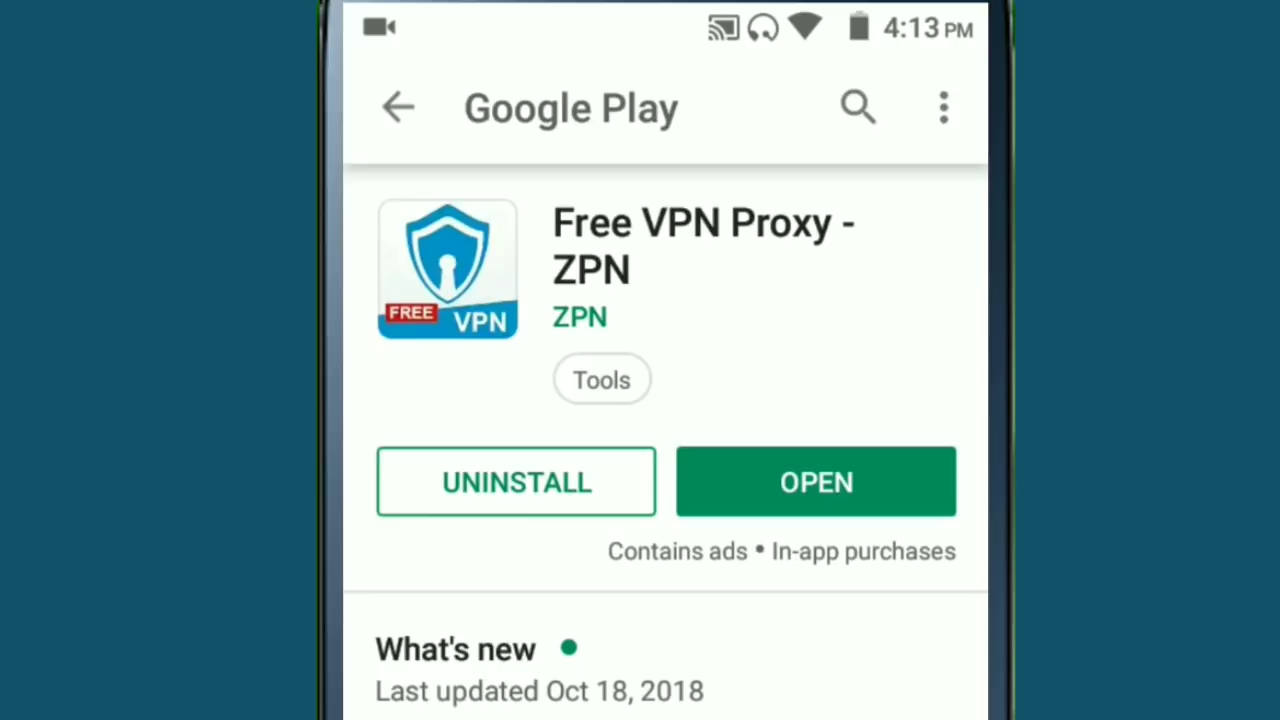 4:13 PM
Google Play
Free VPN Proxy -
ZPN
FREE
VPN
ZPN
Tools
UNINSTALL
OPEN
Contains ads • In-app purchases
What's new
Last updated Oct 18, 2018